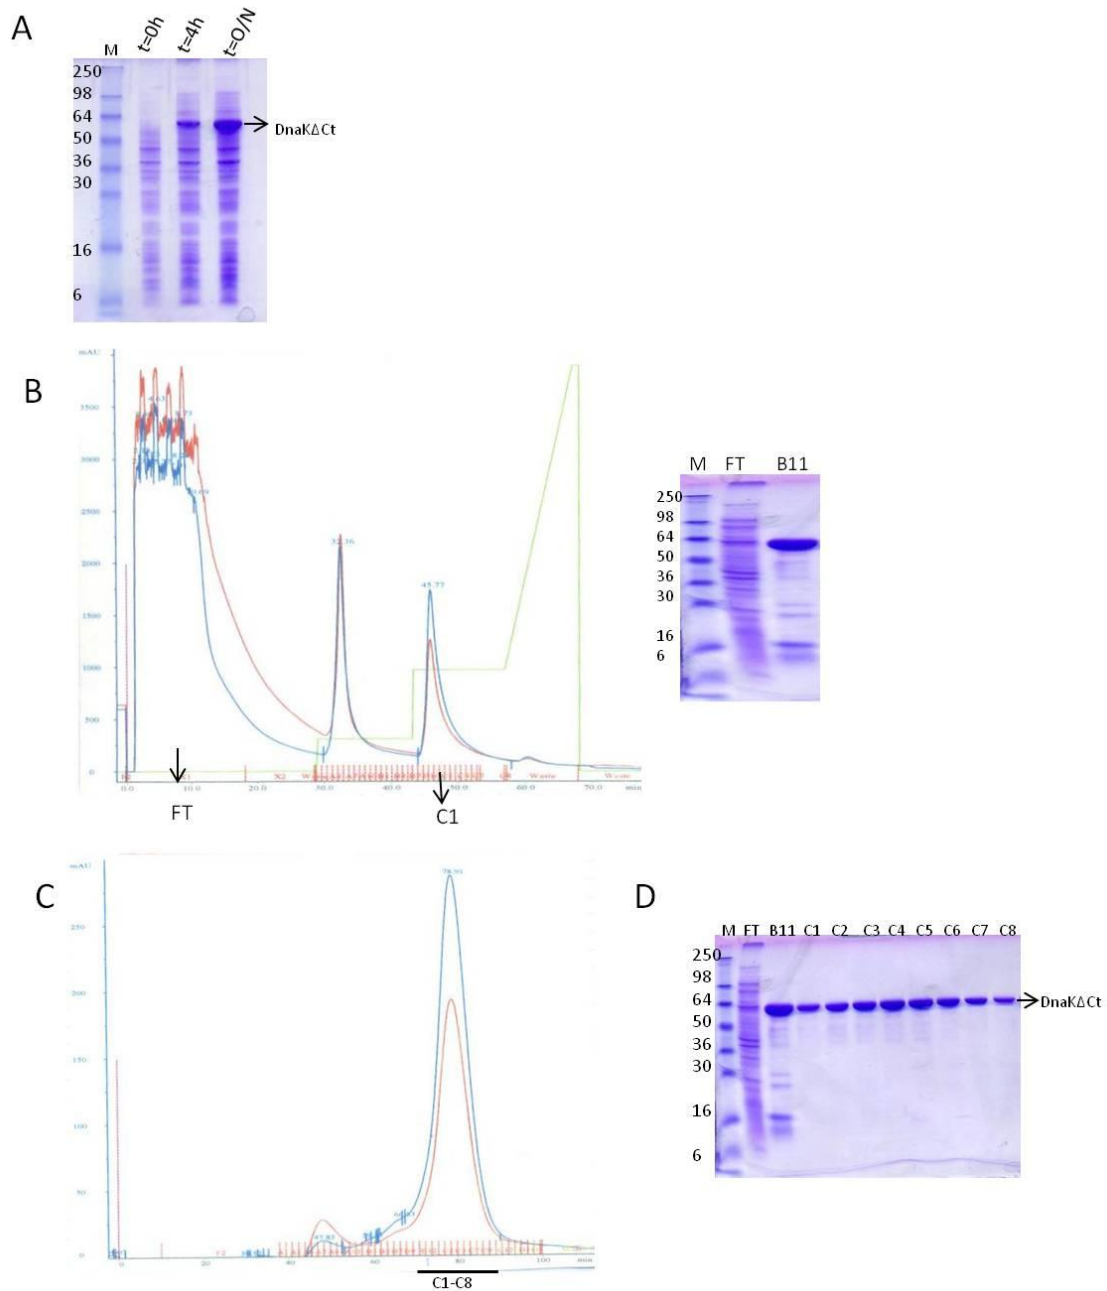 A
M t=0h t=4h t=O/N
250
98
64
50
36
30
16
6
DnaKΔCt
B
mAU
3500
3000
2500
2000
1500
1000
500
0
32.36
45.77
X2
Waste
Waste
0.0 10.0 20.0 30.0 40.0 50.0 60.0 70.0 min
FT
C1
M FT B11
250
98
64
50
36
30
16
6
C
mAU
250
200
150
100
50
0
0 20 40 60 80 100 min
C1-C8
D
M FT B11 C1 C2 C3 C4 C5 C6 C7 C8
250
98
64
50
36
30
16
6
DnaKΔCt